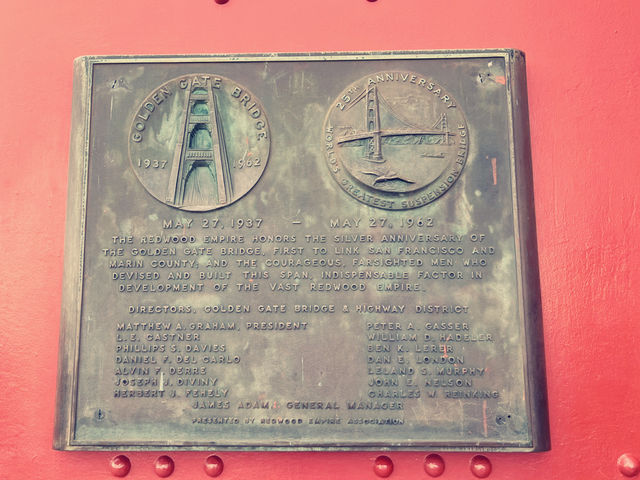 GOLDEN GATE BRIDGE
1937 1962
25TH ANNIVERSARY
WORLD'S GREATEST SUSPENSION BRIDGE
MAY 27, 1937 – MAY 27, 1962
THE REDWOOD EMPIRE HONORS THE SILVER ANNIVERSARY OF
THE GOLDEN GATE BRIDGE, FIRST TO LINK SAN FRANCISCO AND
MARIN COUNTY, AND THE COURAGEOUS, FARSIGHTED MEN WHO
DEVISED AND BUILT THIS SPAN, INDISPENSABLE FACTOR IN
DEVELOPMENT OF THE VAST REDWOOD EMPIRE.
DIRECTORS, GOLDEN GATE BRIDGE & HIGHWAY DISTRICT
MATTHEW A. GRAHAM, PRESIDENT
L.E. CASTNER
PHILLIPS S. DAVIES
DANIEL F. DEL CARLO
ALVIN F. DERRE
JOSEPH J. DIVINY
HERBERT J. FEHELY
PETER A. GASSER
WILLIAM D. HADELER
BEN K. LERER
DAN E. LONDON
LELAND S. MURPHY
JOHN E. NELSON
CHARLES W. REINKING
JAMES ADAM, GENERAL MANAGER
PRESENTED BY REDWOOD EMPIRE ASSOCIATION